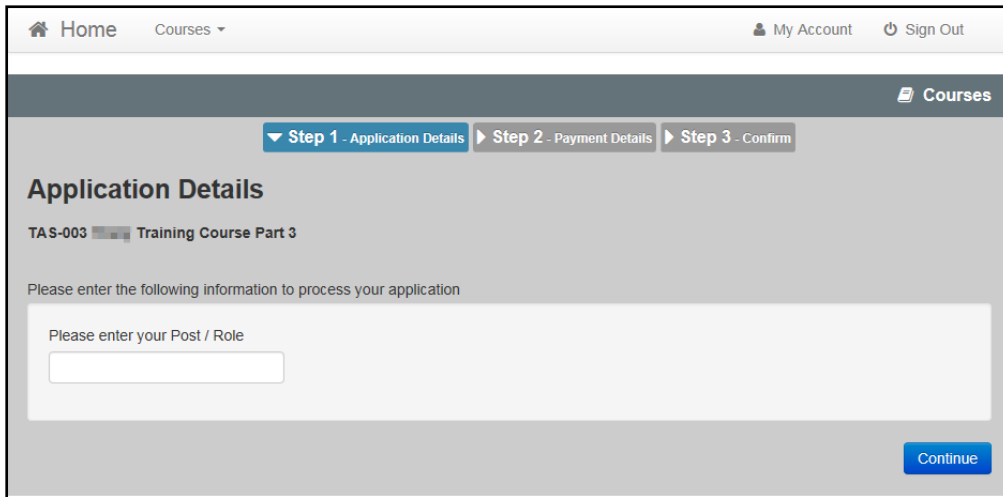 Home Courses My Account Sign Out
Courses
Step 1 - Application Details Step 2 - Payment Details Step 3 - Confirm
Application Details
TAS-003 Training Course Part 3
Please enter the following information to process your application
Please enter your Post / Role
Continue